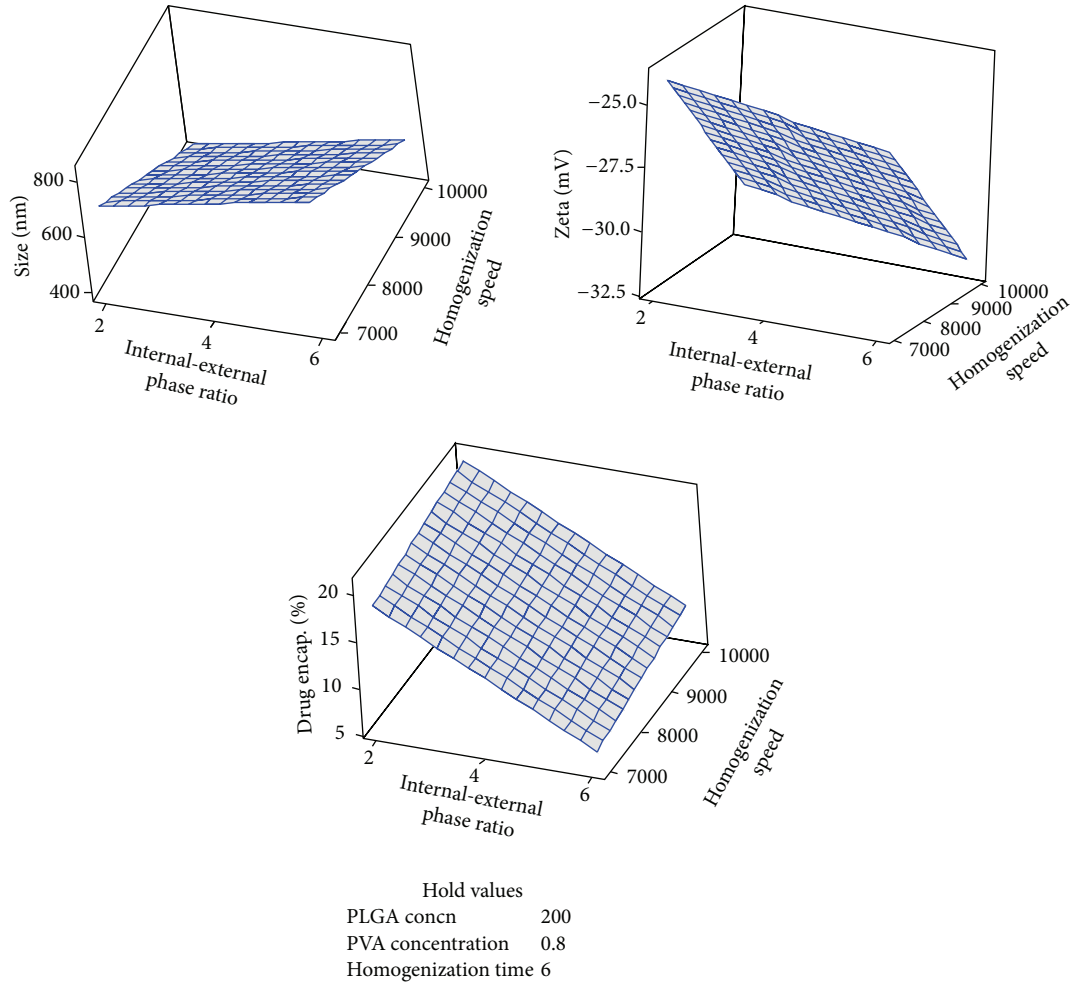 800
600
400
Size (nm)
2
4
6
Internal-external
phase ratio
10000
9000
8000
7000
Homogenization
speed
−25.0
−27.5
−30.0
−32.5
Zeta (mV)
2
4
6
Internal-external
phase ratio
10000
9000
8000
7000
Homogenization
speed
20
15
10
5
Drug encap. (%)
2
4
6
Internal-external
phase ratio
10000
9000
8000
7000
Homogenization
speed
Hold values
PLGA concn 200
PVA concentration 0.8
Homogenization time 6